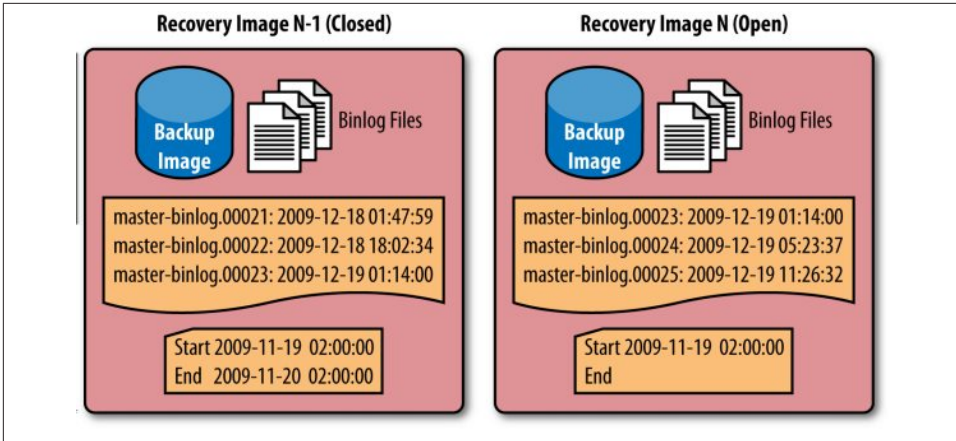 Recovery Image N-1 (Closed)
Backup
Image
Binlog Files
master-binlog.00021: 2009-12-18 01:47:59
master-binlog.00022: 2009-12-18 18:02:34
master-binlog.00023: 2009-12-19 01:14:00
Start 2009-11-19 02:00:00
End 2009-11-20 02:00:00
Recovery Image N (Open)
Backup
Image
Binlog Files
master-binlog.00023: 2009-12-19 01:14:00
master-binlog.00024: 2009-12-19 05:23:37
master-binlog.00025: 2009-12-19 11:26:32
Start 2009-11-19 02:00:00
End